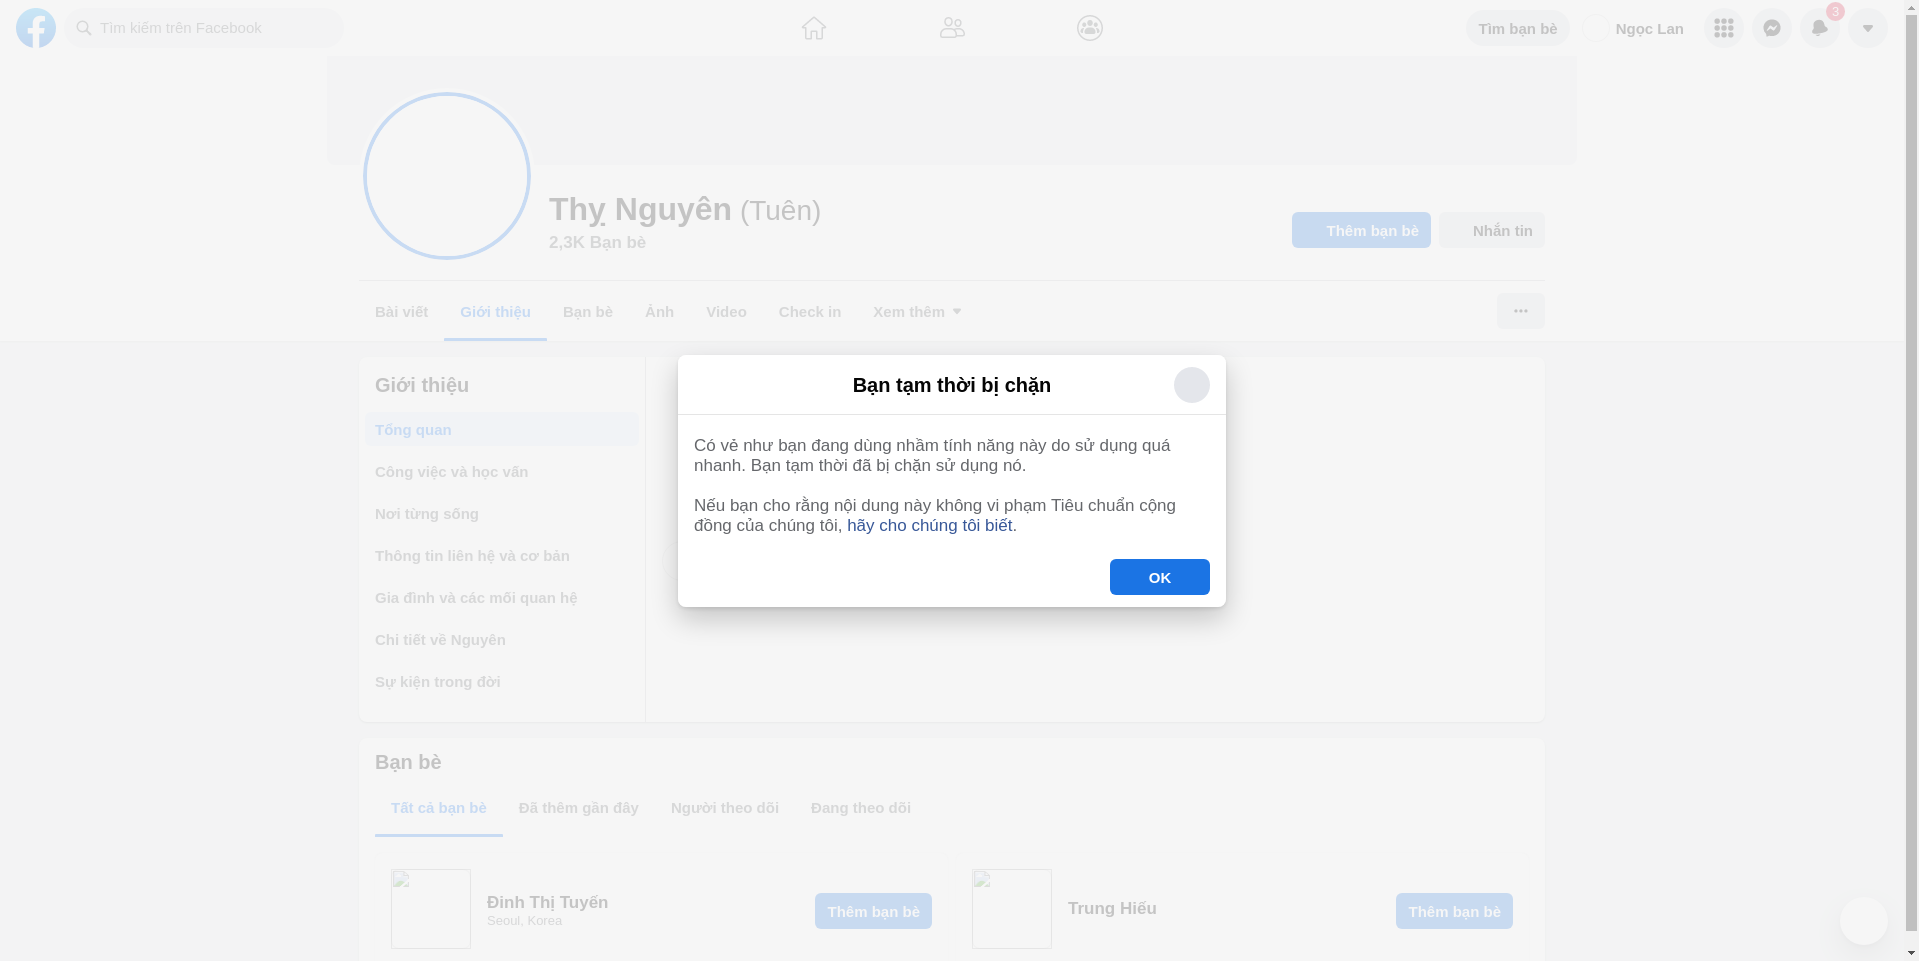 Tìm kiếm trên Facebook
Tìm bạn bè
Ngọc Lan
3
Thỵ Nguyên (Tuên)
2,3K Bạn bè
Thêm bạn bè
Nhắn tin
Bài viết
Giới thiệu
Bạn bè
Ảnh
Video
Check in
Xem thêm
Giới thiệu
Tổng quan
Công việc và học vấn
Nơi từng sống
Thông tin liên hệ và cơ bản
Gia đình và các mối quan hệ
Chi tiết về Nguyên
Sự kiện trong đời
Bạn tạm thời bị chặn
Có vẻ như bạn đang dùng nhầm tính năng này do sử dụng quá
nhanh. Bạn tạm thời đã bị chặn sử dụng nó.
Nếu bạn cho rằng nội dung này không vi phạm Tiêu chuẩn cộng
đồng của chúng tôi, hãy cho chúng tôi biết.
OK
Bạn bè
Tất cả bạn bè
Đã thêm gần đây
Người theo dõi
Đang theo dõi
Đinh Thị Tuyến
Seoul, Korea
Thêm bạn bè
Trung Hiếu
Thêm bạn bè